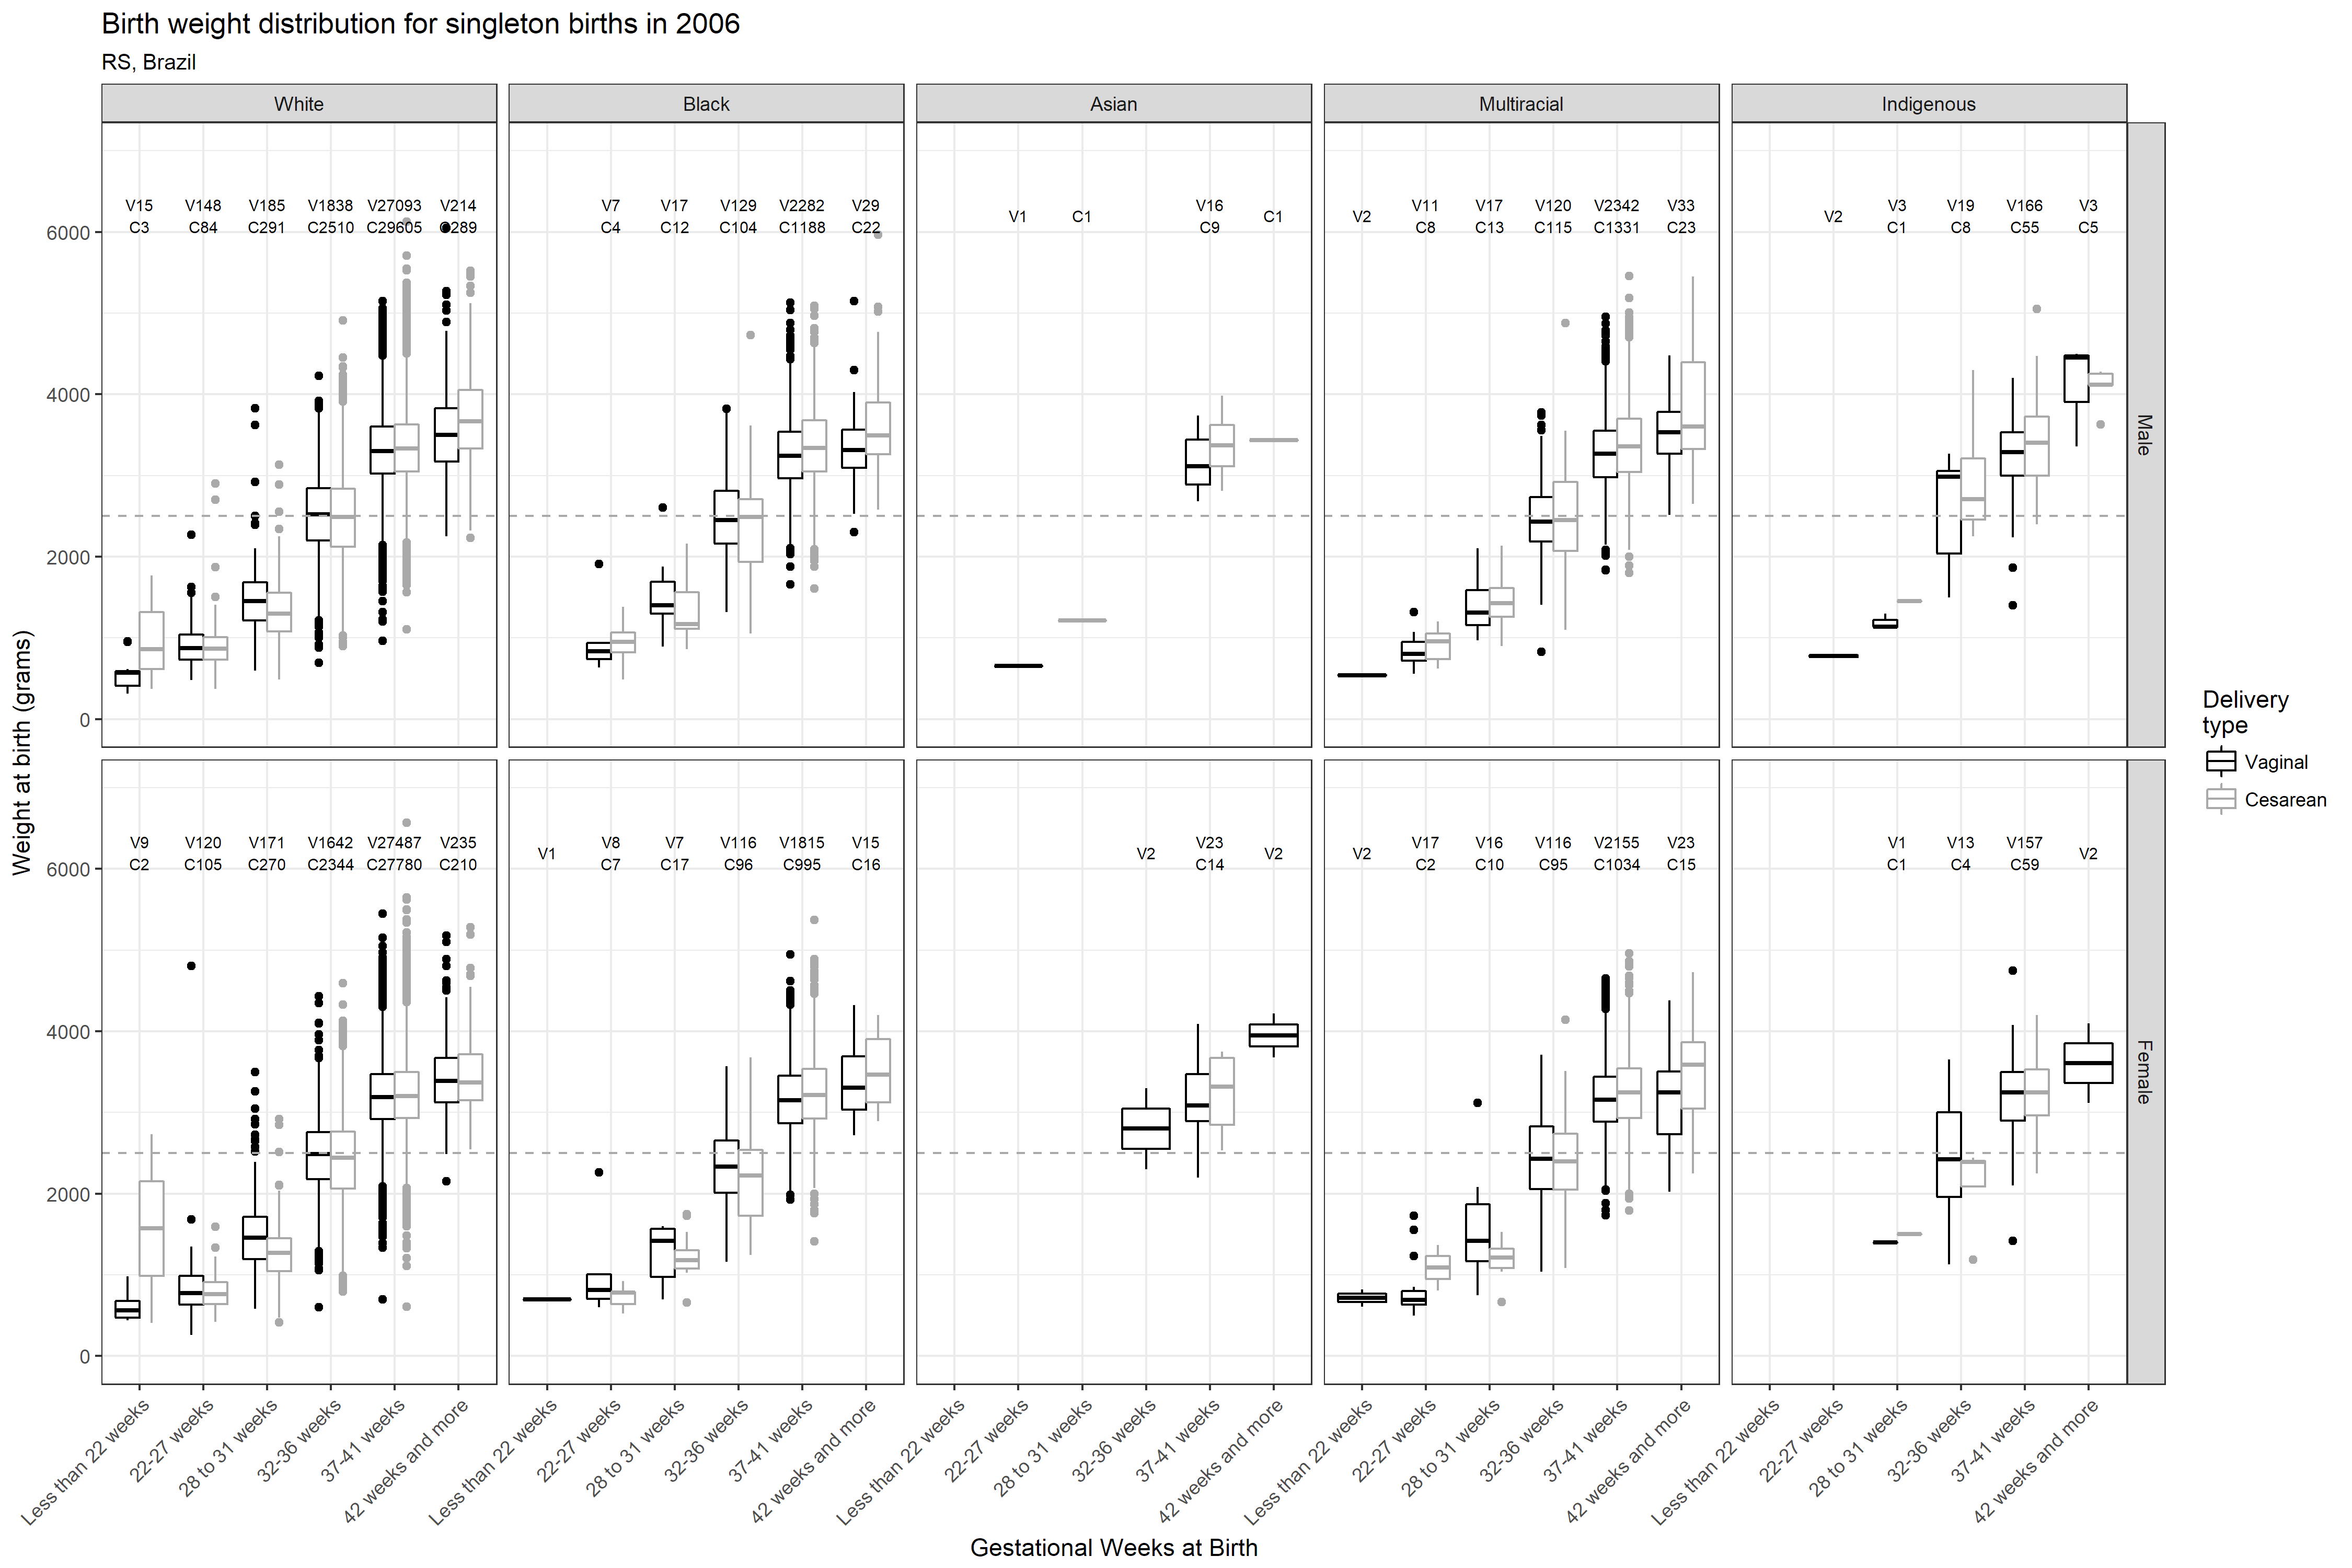 Birth weight distribution for singleton births in 2006
RS, Brazil
White Black Asian Multiracial Indigenous
V15 V148 V185 V1838 V27093 V214 V7 V17 V129 V2282 V29 V1 C1 V16 C1 V2 V11 V17 V120 V2342 V33 V2 V3 V19 V166 V3
C3 C84 C291 C2510 C29605 C289 C4 C12 C104 C1188 C22 C9 C8 C13 C115 C1331 C23 C1 C8 C55 C5
6000
4000
2000
0
Male
V9 V120 V171 V1642 V27487 V235 V1 V8 V7 V116 V1815 V15 V2 V23 V2 V2 V17 V16 V116 V2155 V23 V1 V13 V157 V2
C2 C105 C270 C2344 C27780 C210 C7 C17 C96 C995 C16 C14 C2 C10 C95 C1034 C15 C1 C4 C59
6000
4000
2000
0
Female
Weight at birth (grams)
Less than 22 weeks 22-27 weeks 28 to 31 weeks 32-36 weeks 37-41 weeks 42 weeks and more
Less than 22 weeks 22-27 weeks 28 to 31 weeks 32-36 weeks 37-41 weeks 42 weeks and more
Less than 22 weeks 22-27 weeks 28 to 31 weeks 32-36 weeks 37-41 weeks 42 weeks and more
Less than 22 weeks 22-27 weeks 28 to 31 weeks 32-36 weeks 37-41 weeks 42 weeks and more
Less than 22 weeks 22-27 weeks 28 to 31 weeks 32-36 weeks 37-41 weeks 42 weeks and more
Gestational Weeks at Birth
Delivery
type
Vaginal
Cesarean